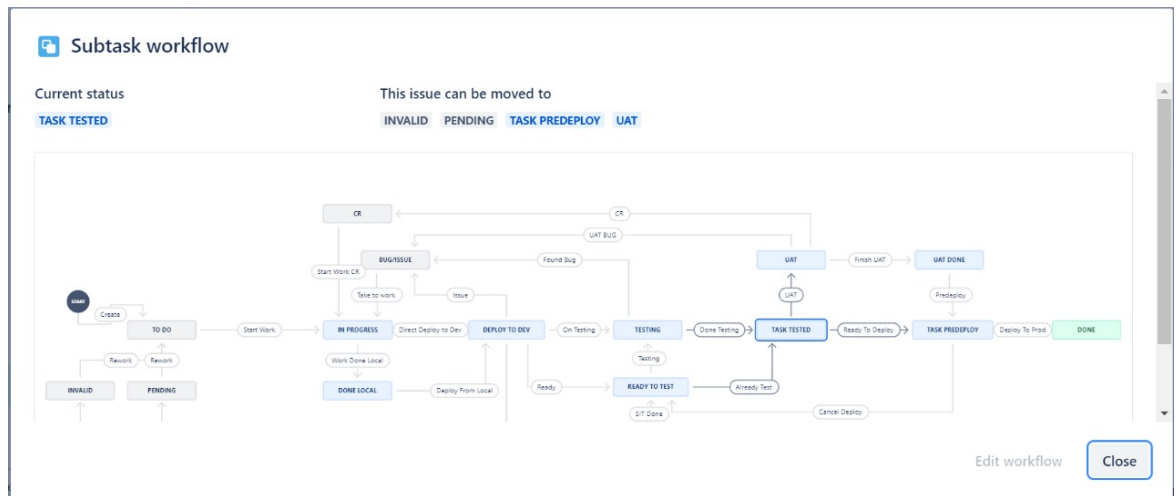 Subtask workflow
Current status
This issue can be moved to
TASK TESTED
INVALID PENDING TASK PREDEPLOY UAT
CR
CR
UAT BUG
BUG/ISSUE
Found Bug
UAT
Finish UAT
UAT DONE
Start Work CR
Take to work
Issue
UAT
Predeploy
START
Create
TO DO
Start Work
IN PROGRESS
Direct Deploy to Dev
DEPLOY TO DEV
On Testing
TESTING
Done Testing
TASK TESTED
Ready To Deploy
TASK PREDEPLOY
Deploy To Prod
DONE
Rework
Rework
Work Done Local
Testing
INVALID
PENDING
DONE LOCAL
Deploy From Local
Ready
READY TO TEST
Already Test
SIT Done
Cancel Deploy
Edit workflow
Close